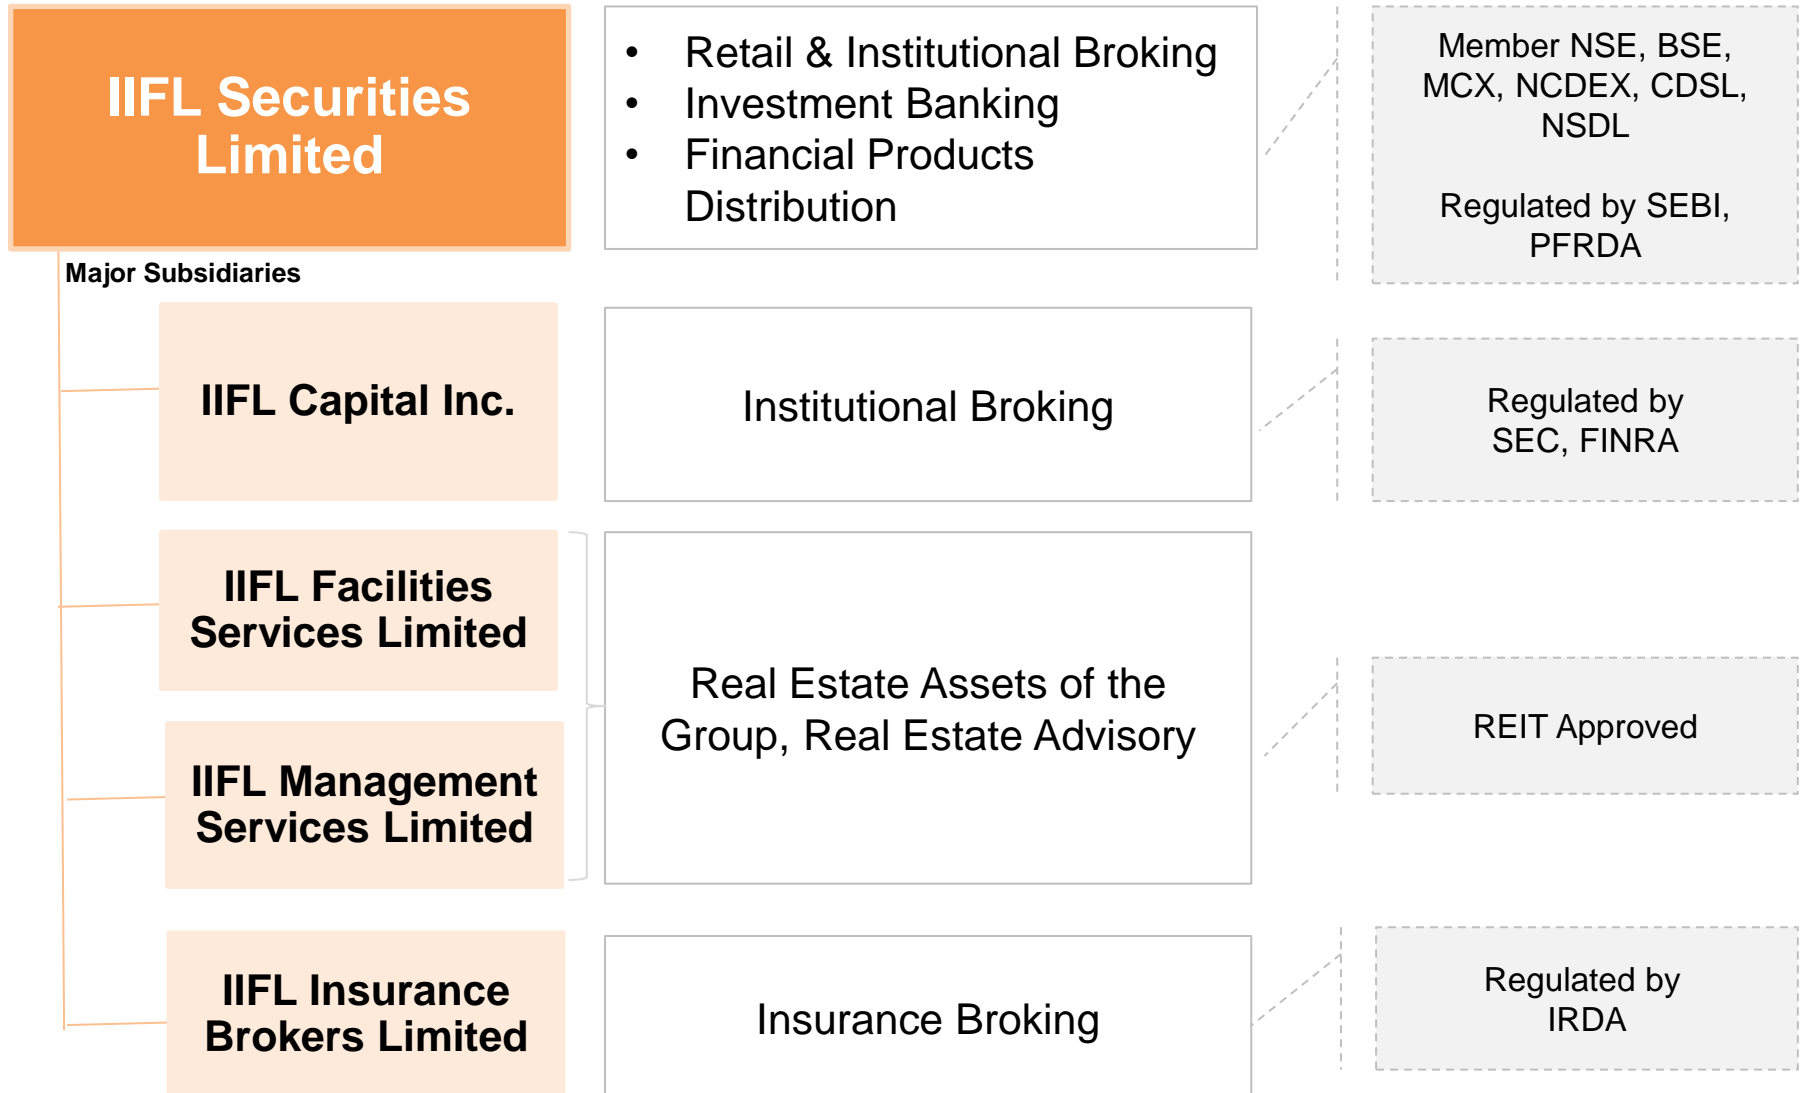 IIFL Securities
Limited
• Retail & Institutional Broking
• Investment Banking
• Financial Products
Distribution
Member NSE, BSE,
MCX, NCDEX, CDSL,
NSDL
Regulated by SEBI,
PFRDA
Major Subsidiaries
IIFL Capital Inc.
Institutional Broking
Regulated by
SEC, FINRA
IIFL Facilities
Services Limited
IIFL Management
Services Limited
Real Estate Assets of the
Group, Real Estate Advisory
REIT Approved
IIFL Insurance
Brokers Limited
Insurance Broking
Regulated by
IRDA